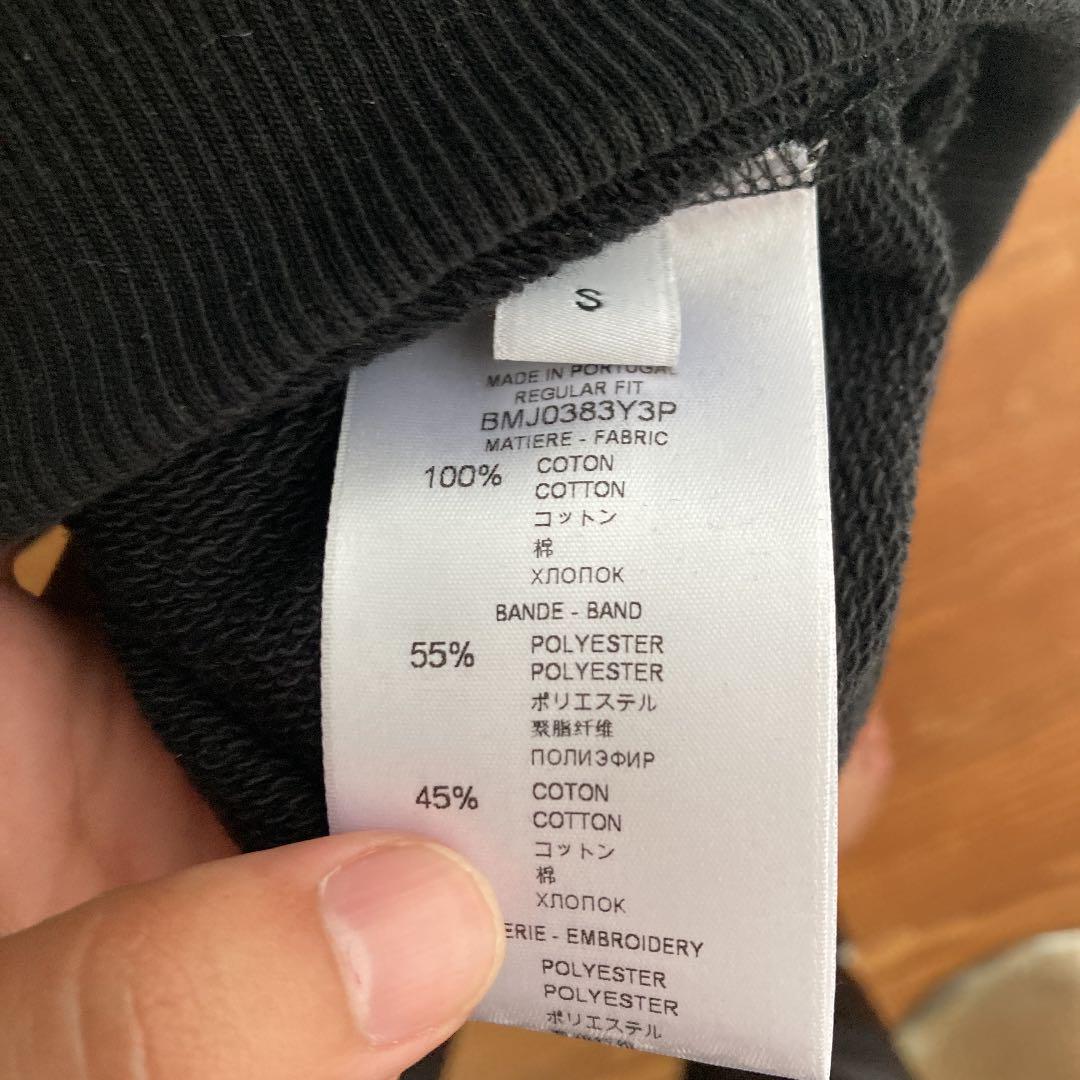 S
MADE IN PORTUGAL
REGULAR FIT
BMJ0383Y3P
MATIERE - FABRIC
100% COTON
COTTON
コットン
棉
ХЛОПОК
BANDE - BAND
55% POLYESTER
POLYESTER
ポリエステル
聚脂纤维
ПОЛИЭФИР
45% COTON
COTTON
コットン
棉
ХЛОПОК
ERIE - EMBROIDERY
POLYESTER
POLYESTER
ポリエステル